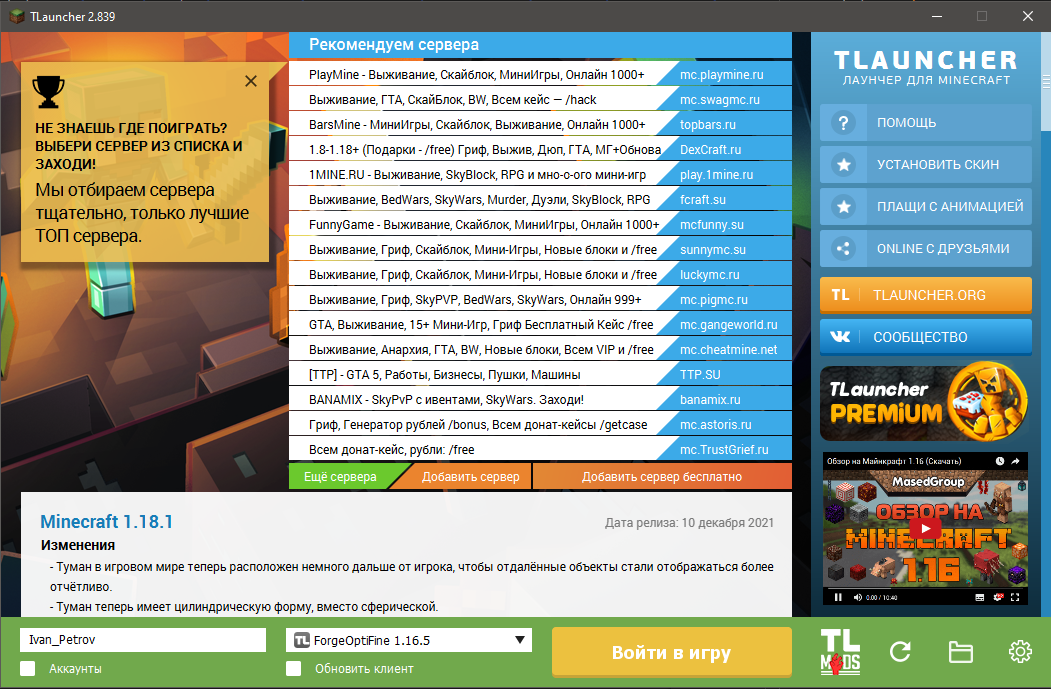 TLauncher 2.839
НЕ ЗНАЕШЬ ГДЕ ПОИГРАТЬ?
ВЫБЕРИ СЕРВЕР ИЗ СПИСКА И
ЗАХОДИ!
Мы отбираем сервера
тщательно, только лучшие
ТОП сервера.
Рекомендуем сервера
PlayMine - Выживание, Скайблок, МиниИгры, Онлайн 1000+ mc.playmine.ru
Выживание, ГТА, СкайБлок, BW, Всем кейс — /hack mc.swagmc.ru
BarsMine - МиниИгры, Скайблок, Выживание, Онлайн 1000+ topbars.ru
1.8-1.18+ (Подарки - /free) Гриф, Выжив, Дюп, ГТА, МГ+Обнова DexCraft.ru
1MINE.RU - Выживание, SkyBlock, RPG и мно-о-ого мини-игр play.1mine.ru
Выживание, BedWars, SkyWars, Murder, Дуэли, SkyBlock, RPG fcraft.su
FunnyGame - Выживание, Скайблок, МиниИгры, Онлайн 1000+ mcfunny.su
Выживание, Гриф, Скайблок, Мини-Игры, Новые блоки и /free sunnymc.su
Выживание, Гриф, Скайблок, Мини-Игры, Новые блоки и /free luckymc.ru
Выживание, Гриф, SkyPVP, BedWars, SkyWars, Онлайн 999+ mc.pigmc.ru
GTA, Выживание, 15+ Мини-Игр, Гриф Бесплатный Кейс /free mc.gangeworld.ru
Выживание, Анархия, ГТА, BW, Новые блоки, Всем VIP и /free mc.cheatmine.net
[TTP] - GTA 5, Работы, Бизнесы, Пушки, Машины TTP.SU
BANAMIX - SkyPvP с ивентами, SkyWars. Заходи! banamix.ru
Гриф, Генератор рублей /bonus, Всем донат-кейсы /getcase mc.astoris.ru
Всем донат-кейс, рубли: /free mc.TrustGrief.ru
Ещё сервера Добавить сервер Добавить сервер бесплатно
Minecraft 1.18.1 Дата релиза: 10 декабря 2021
Изменения
- Туман в игровом мире теперь расположен немного дальше от игрока, чтобы отдалённые объекты стали отображаться более
отчётливо.
- Туман теперь имеет цилиндрическую форму, вместо сферической.
TLAUNCHER
ЛАУНЧЕР ДЛЯ MINECRAFT
? ПОМОЩЬ
УСТАНОВИТЬ СКИН
ПЛАЩИ С АНИМАЦИЕЙ
ONLINE С ДРУЗЬЯМИ
TL TLAUNCHER.ORG
СООБЩЕСТВО
TLauncher
PREMIUM
Обзор на Майнкрафт 1.16 (Скачать)
MasedGroup
ОБЗОР НА
MINECRAFT
1.16
0:00 / 10:40
Ivan_Petrov
TL ForgeOptiFine 1.16.5
Аккаунты
Обновить клиент
Войти в игру
TL
MODS